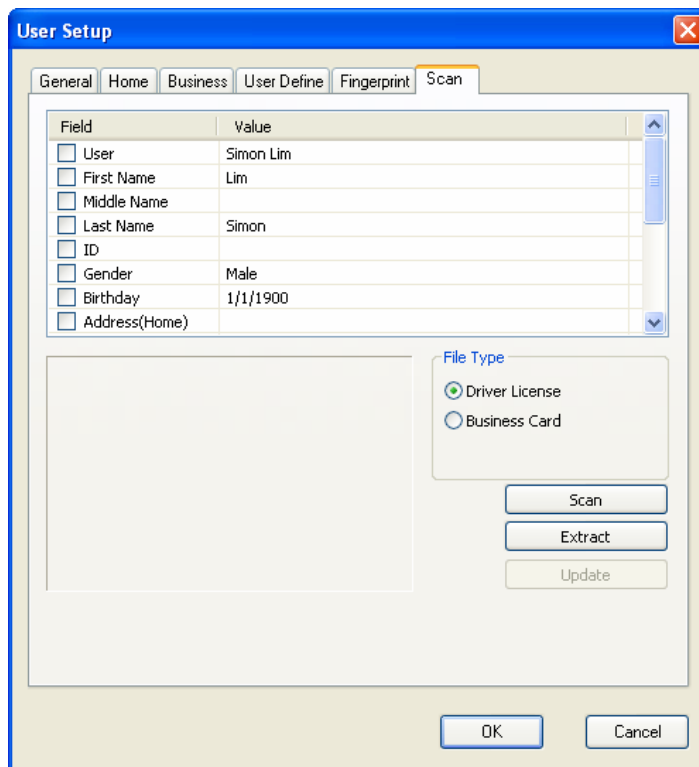 User Setup
General Home Business User Define Fingerprint Scan
Field Value
User Simon Lim
First Name Lim
Middle Name
Last Name Simon
ID
Gender Male
Birthday 1/1/1900
Address(Home)
File Type
Driver License
Business Card
Scan
Extract
Update
OK Cancel